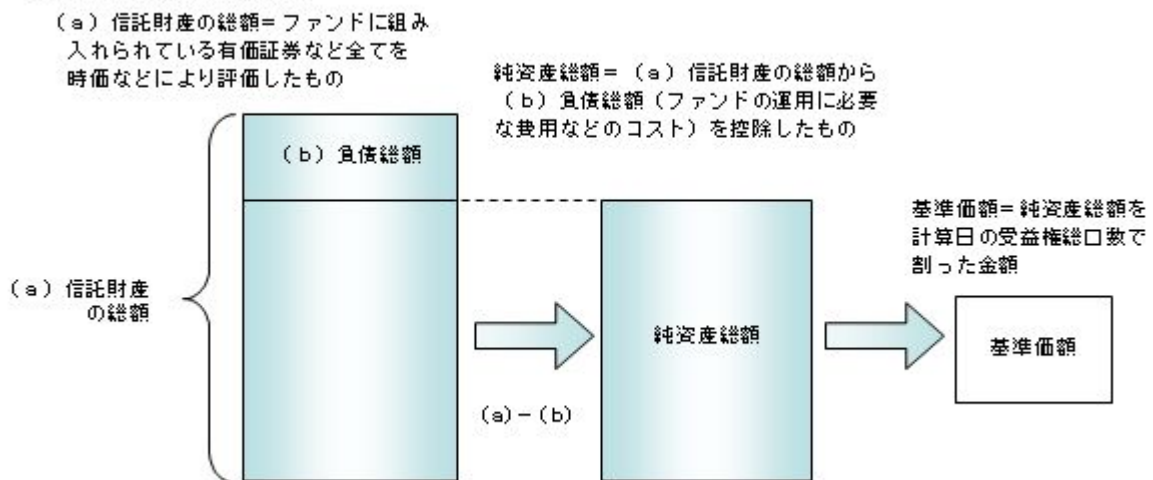 （a）信託財産の総額＝ファンドに組み
入れられている有価証券など全てを
時価などにより評価したもの
純資産総額＝（a）信託財産の総額から
（b）負債総額（ファンドの運用に必要
な費用などのコスト）を控除したもの
（b）負債総額
基準価額＝純資産総額を
計算日の受益権総口数で
割った金額
（a）信託財産
の総額
純資産総額
基準価額
（a）－（b）